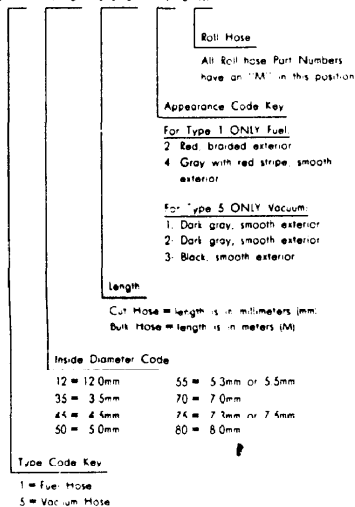 Roll Hose
All Roll hose Part Numbers
have an "M" in this position
Appearance Code Key
For Type 1 ONLY Fuel:
2 Red, braided exterior
4 Gray with red stripe, smooth
exterior
For Type 5 ONLY Vacuum:
1. Dark gray, smooth exterior
2. Dark gray, smooth exterior
3. Black, smooth exterior
Length
Cut Hose = length is in millimeters (mm)
Bulk Hose = length is in meters (M)
Inside Diameter Code
12 = 12.0mm 55 = 5.3mm or 5.5mm
35 = 3.5mm 70 = 7.0mm
45 = 4.5mm 75 = 7.3mm or 7.5mm
50 = 5.0mm 80 = 8.0mm
Type Code Key
1 = Fuel Hose
5 = Vacuum Hose